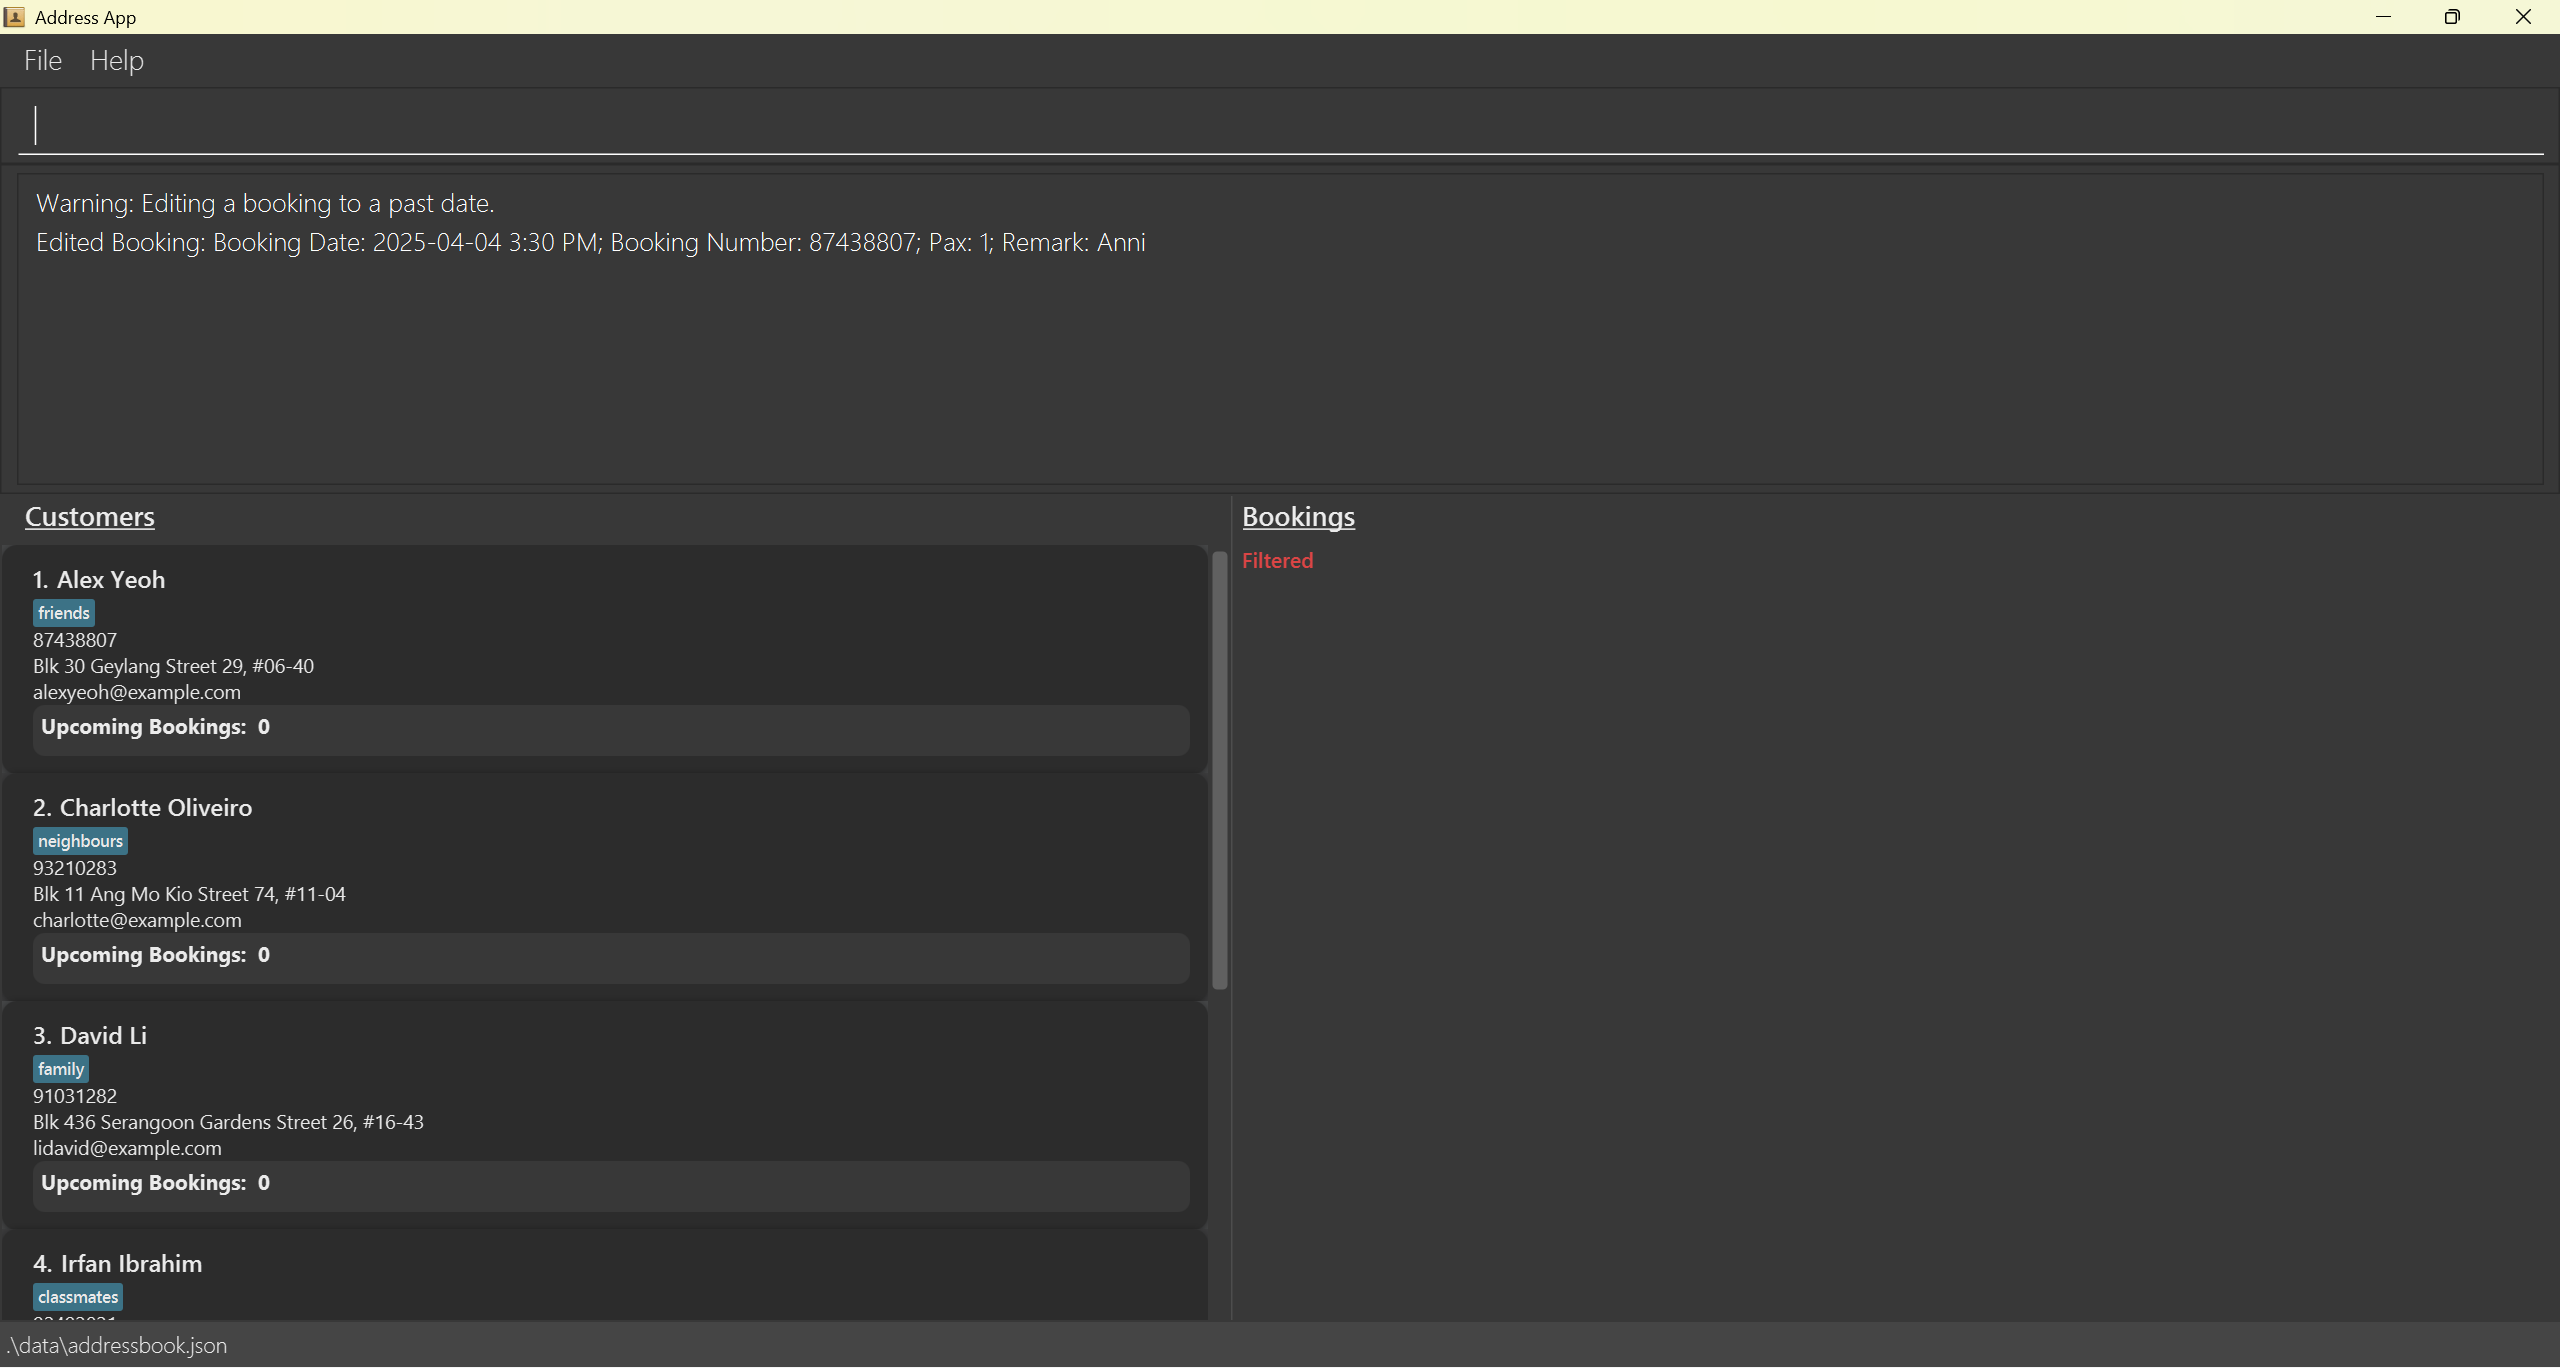 Address App
File Help
Warning: Editing a booking to a past date.
Edited Booking: Booking Date: 2025-04-04 3:30 PM; Booking Number: 87438807; Pax: 1; Remark: Anni
Customers
1. Alex Yeoh
friends
87438807
Blk 30 Geylang Street 29, #06-40
alexyeoh@example.com
Upcoming Bookings: 0
2. Charlotte Oliveiro
neighbours
93210283
Blk 11 Ang Mo Kio Street 74, #11-04
charlotte@example.com
Upcoming Bookings: 0
3. David Li
family
91031282
Blk 436 Serangoon Gardens Street 26, #16-43
lidavid@example.com
Upcoming Bookings: 0
4. Irfan Ibrahim
classmates
Bookings
Filtered
.\data\addressbook.json